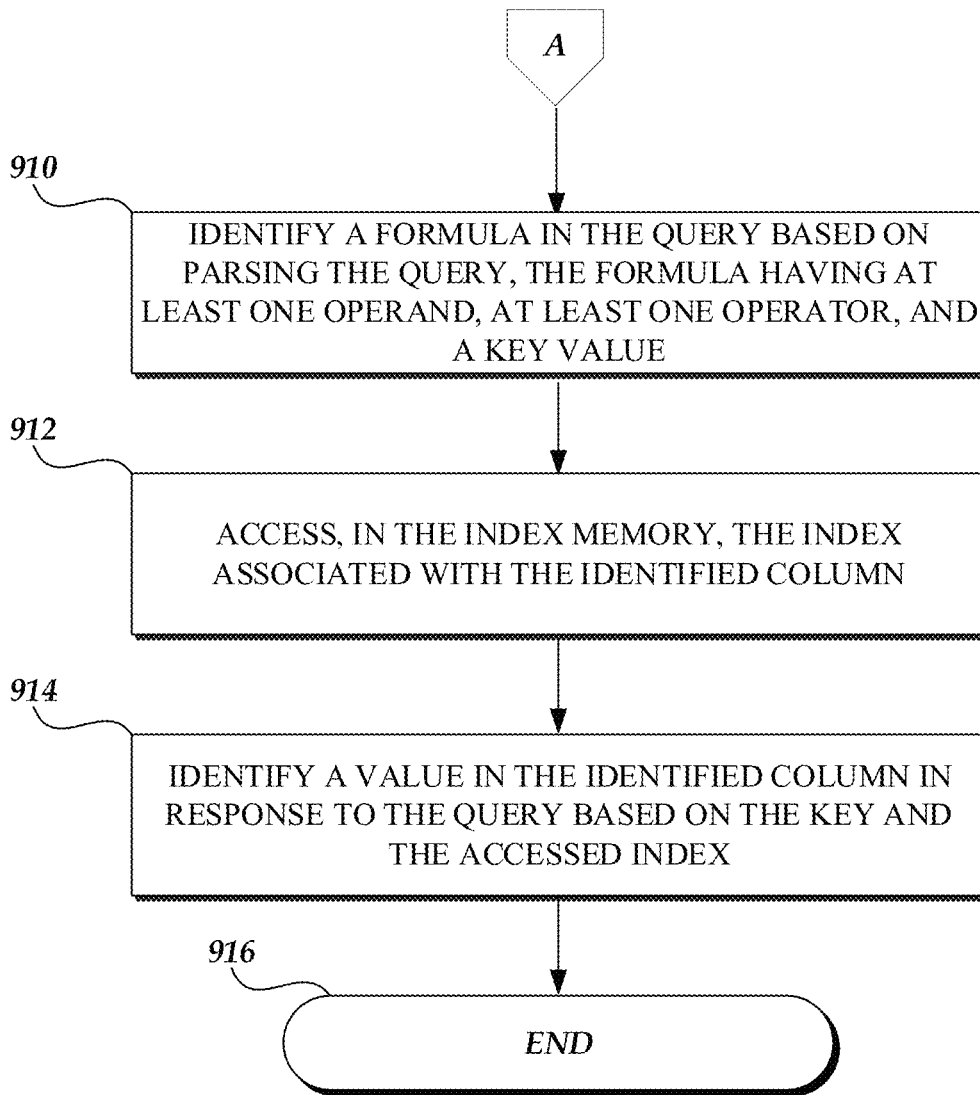 A
910
IDENTIFY A FORMULA IN THE QUERY BASED ON
PARSING THE QUERY, THE FORMULA HAVING AT
LEAST ONE OPERAND, AT LEAST ONE OPERATOR, AND
A KEY VALUE
912
ACCESS, IN THE INDEX MEMORY, THE INDEX
ASSOCIATED WITH THE IDENTIFIED COLUMN
914
IDENTIFY A VALUE IN THE IDENTIFIED COLUMN IN
RESPONSE TO THE QUERY BASED ON THE KEY AND
THE ACCESSED INDEX
916
END